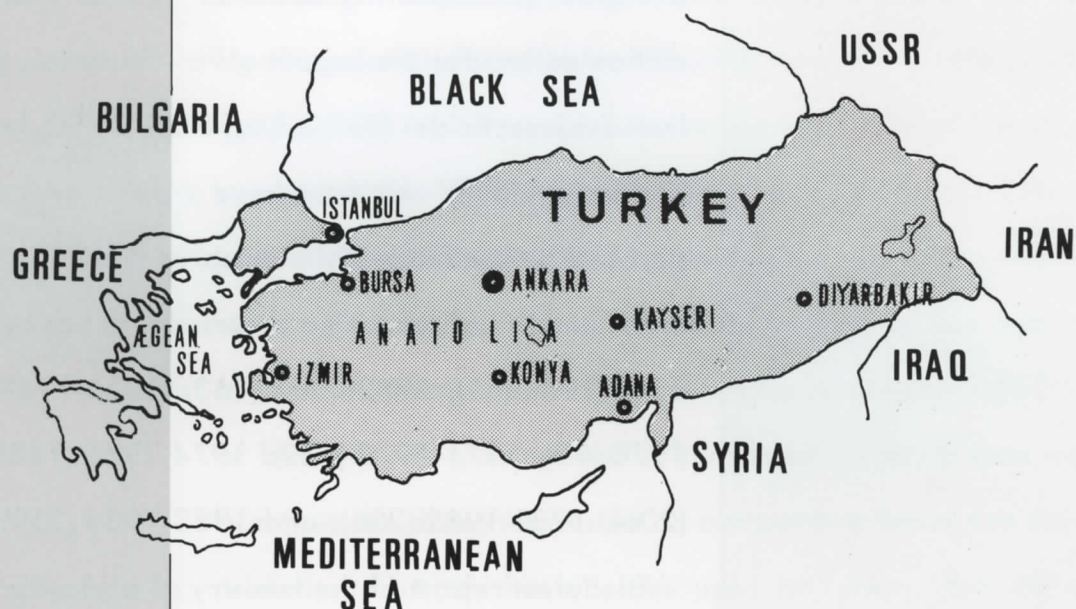 USSR
BLACK SEA
BULGARIA
TURKEY
ISTANBUL
IRAN
GREECE
BURSA
ANKARA
DIYARBAKIR
KAYSERI
ÆGEAN
SEA
ANATOLIA
IRAQ
IZMIR
KONYA
ADANA
SYRIA
MEDITERRANEAN
SEA